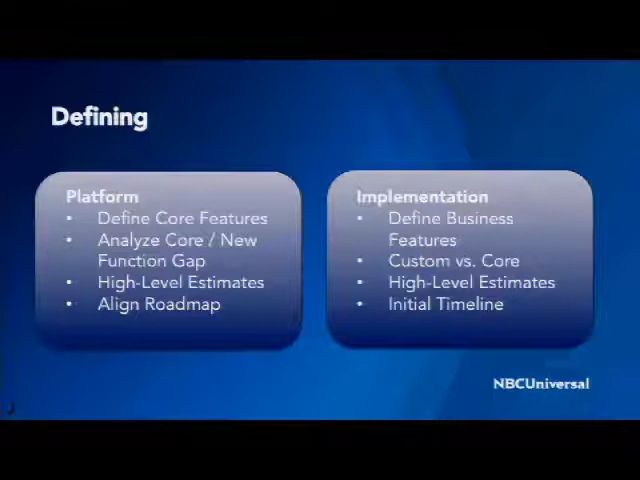 Defining
Platform
• Define Core Features
• Analyze Core / New
Function Gap
• High-Level Estimates
• Align Roadmap
Implementation
• Define Business
Features
• Custom vs. Core
• High-Level Estimates
• Initial Timeline
NBCUniversal